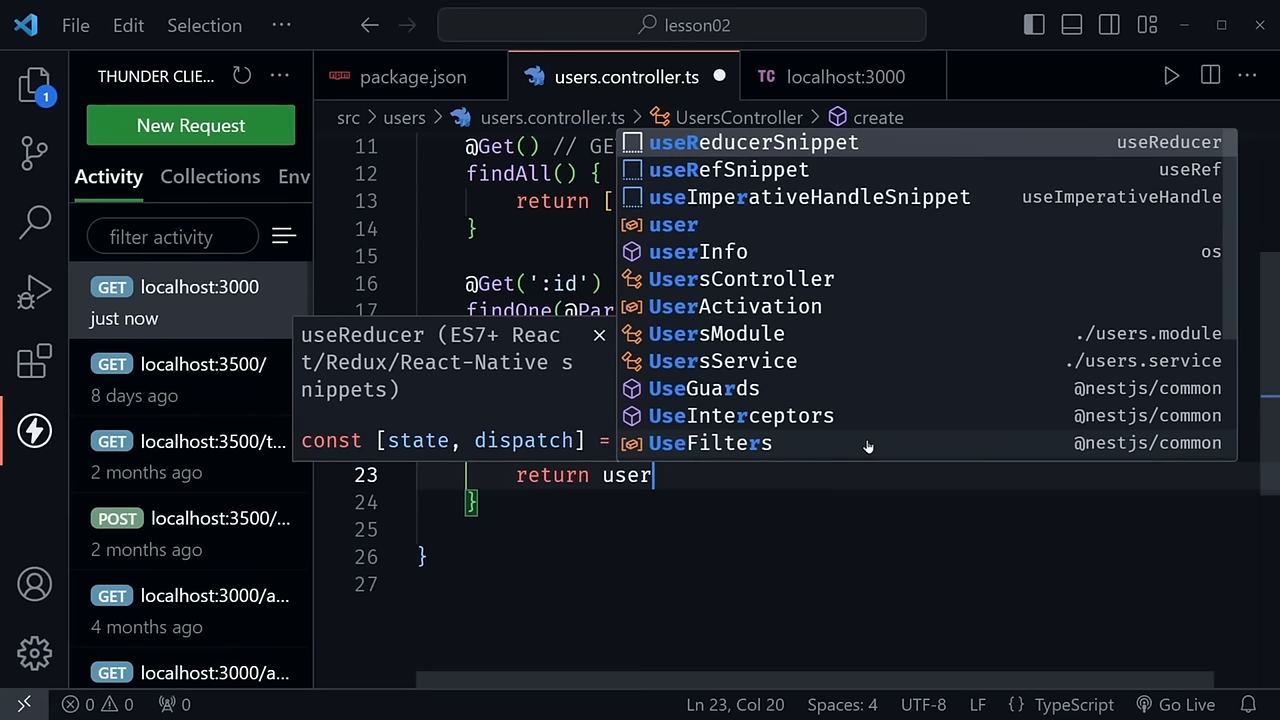 File Edit Selection ··· lesson02
THUNDER CLIE... ···
New Request
Activity Collections Env
filter activity
GET localhost:3000
just now
GET localhost:3500/
8 days ago
GET localhost:3500/t...
2 months ago
POST localhost:3500/...
2 months ago
GET localhost:3000/a...
4 months ago
GET localhost:3000/a...
1
package.json users.controller.ts TC localhost:3000 ···
src > users > users.controller.ts > UsersController > create
11 @Get() // GE
12 findAll() {
13 return [
14 }
15
16 @Get(':id')
17 findOne(@Par
useReducerSnippet useReducer
useRefSnippet useRef
useImperativeHandleSnippet useImperativeHandle
user
userInfo os
UsersController
UserActivation
UsersModule ./users.module
UsersService ./users.service
UseGuards @nestjs/common
UseInterceptors @nestjs/common
UseFilters @nestjs/common
useReducer (ES7+ Reac
t/Redux/React-Native s
nippets)
const [state, dispatch] =
23 return user
24 }
25
26 }
27
0 0 0 Ln 23, Col 20 Spaces: 4 UTF-8 LF {} TypeScript Go Live